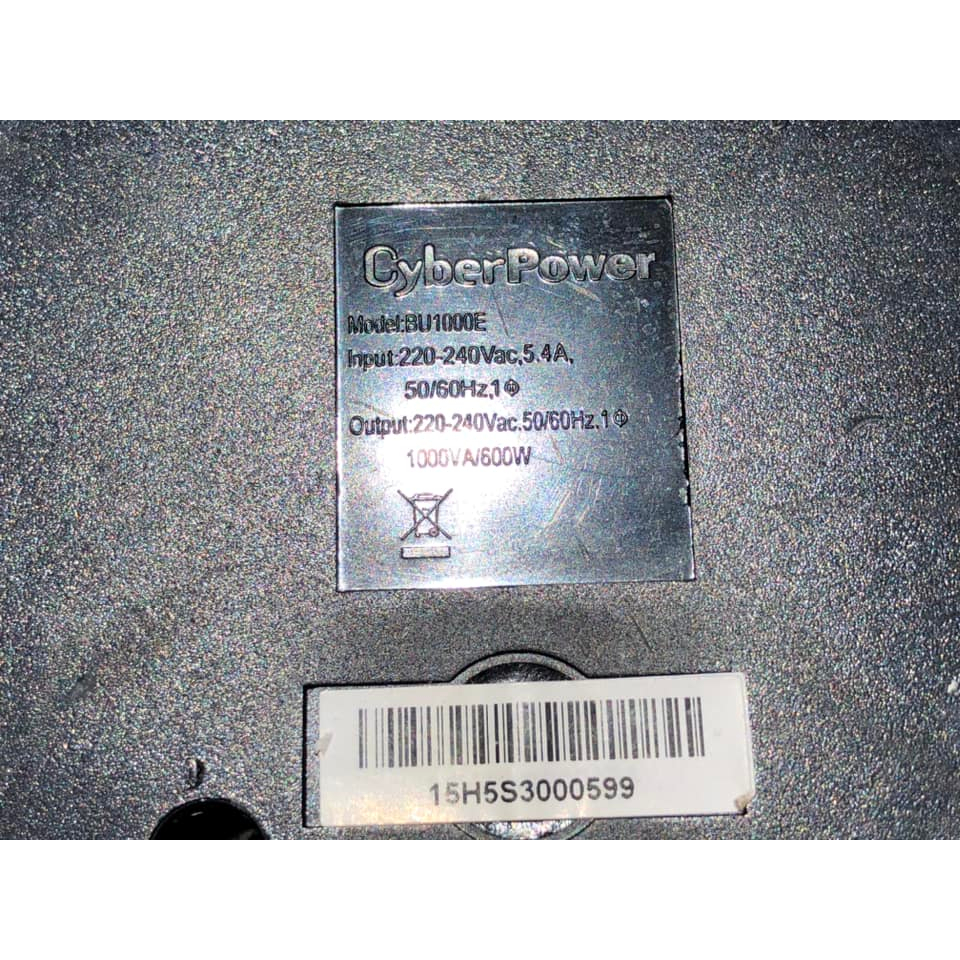 CyberPower
Model:BU1000E
Input:220-240Vac,5.4A,
50/60Hz,1Φ
Output:220-240Vac.50/60Hz,1Φ
1000VA/600W
15H5S3000599